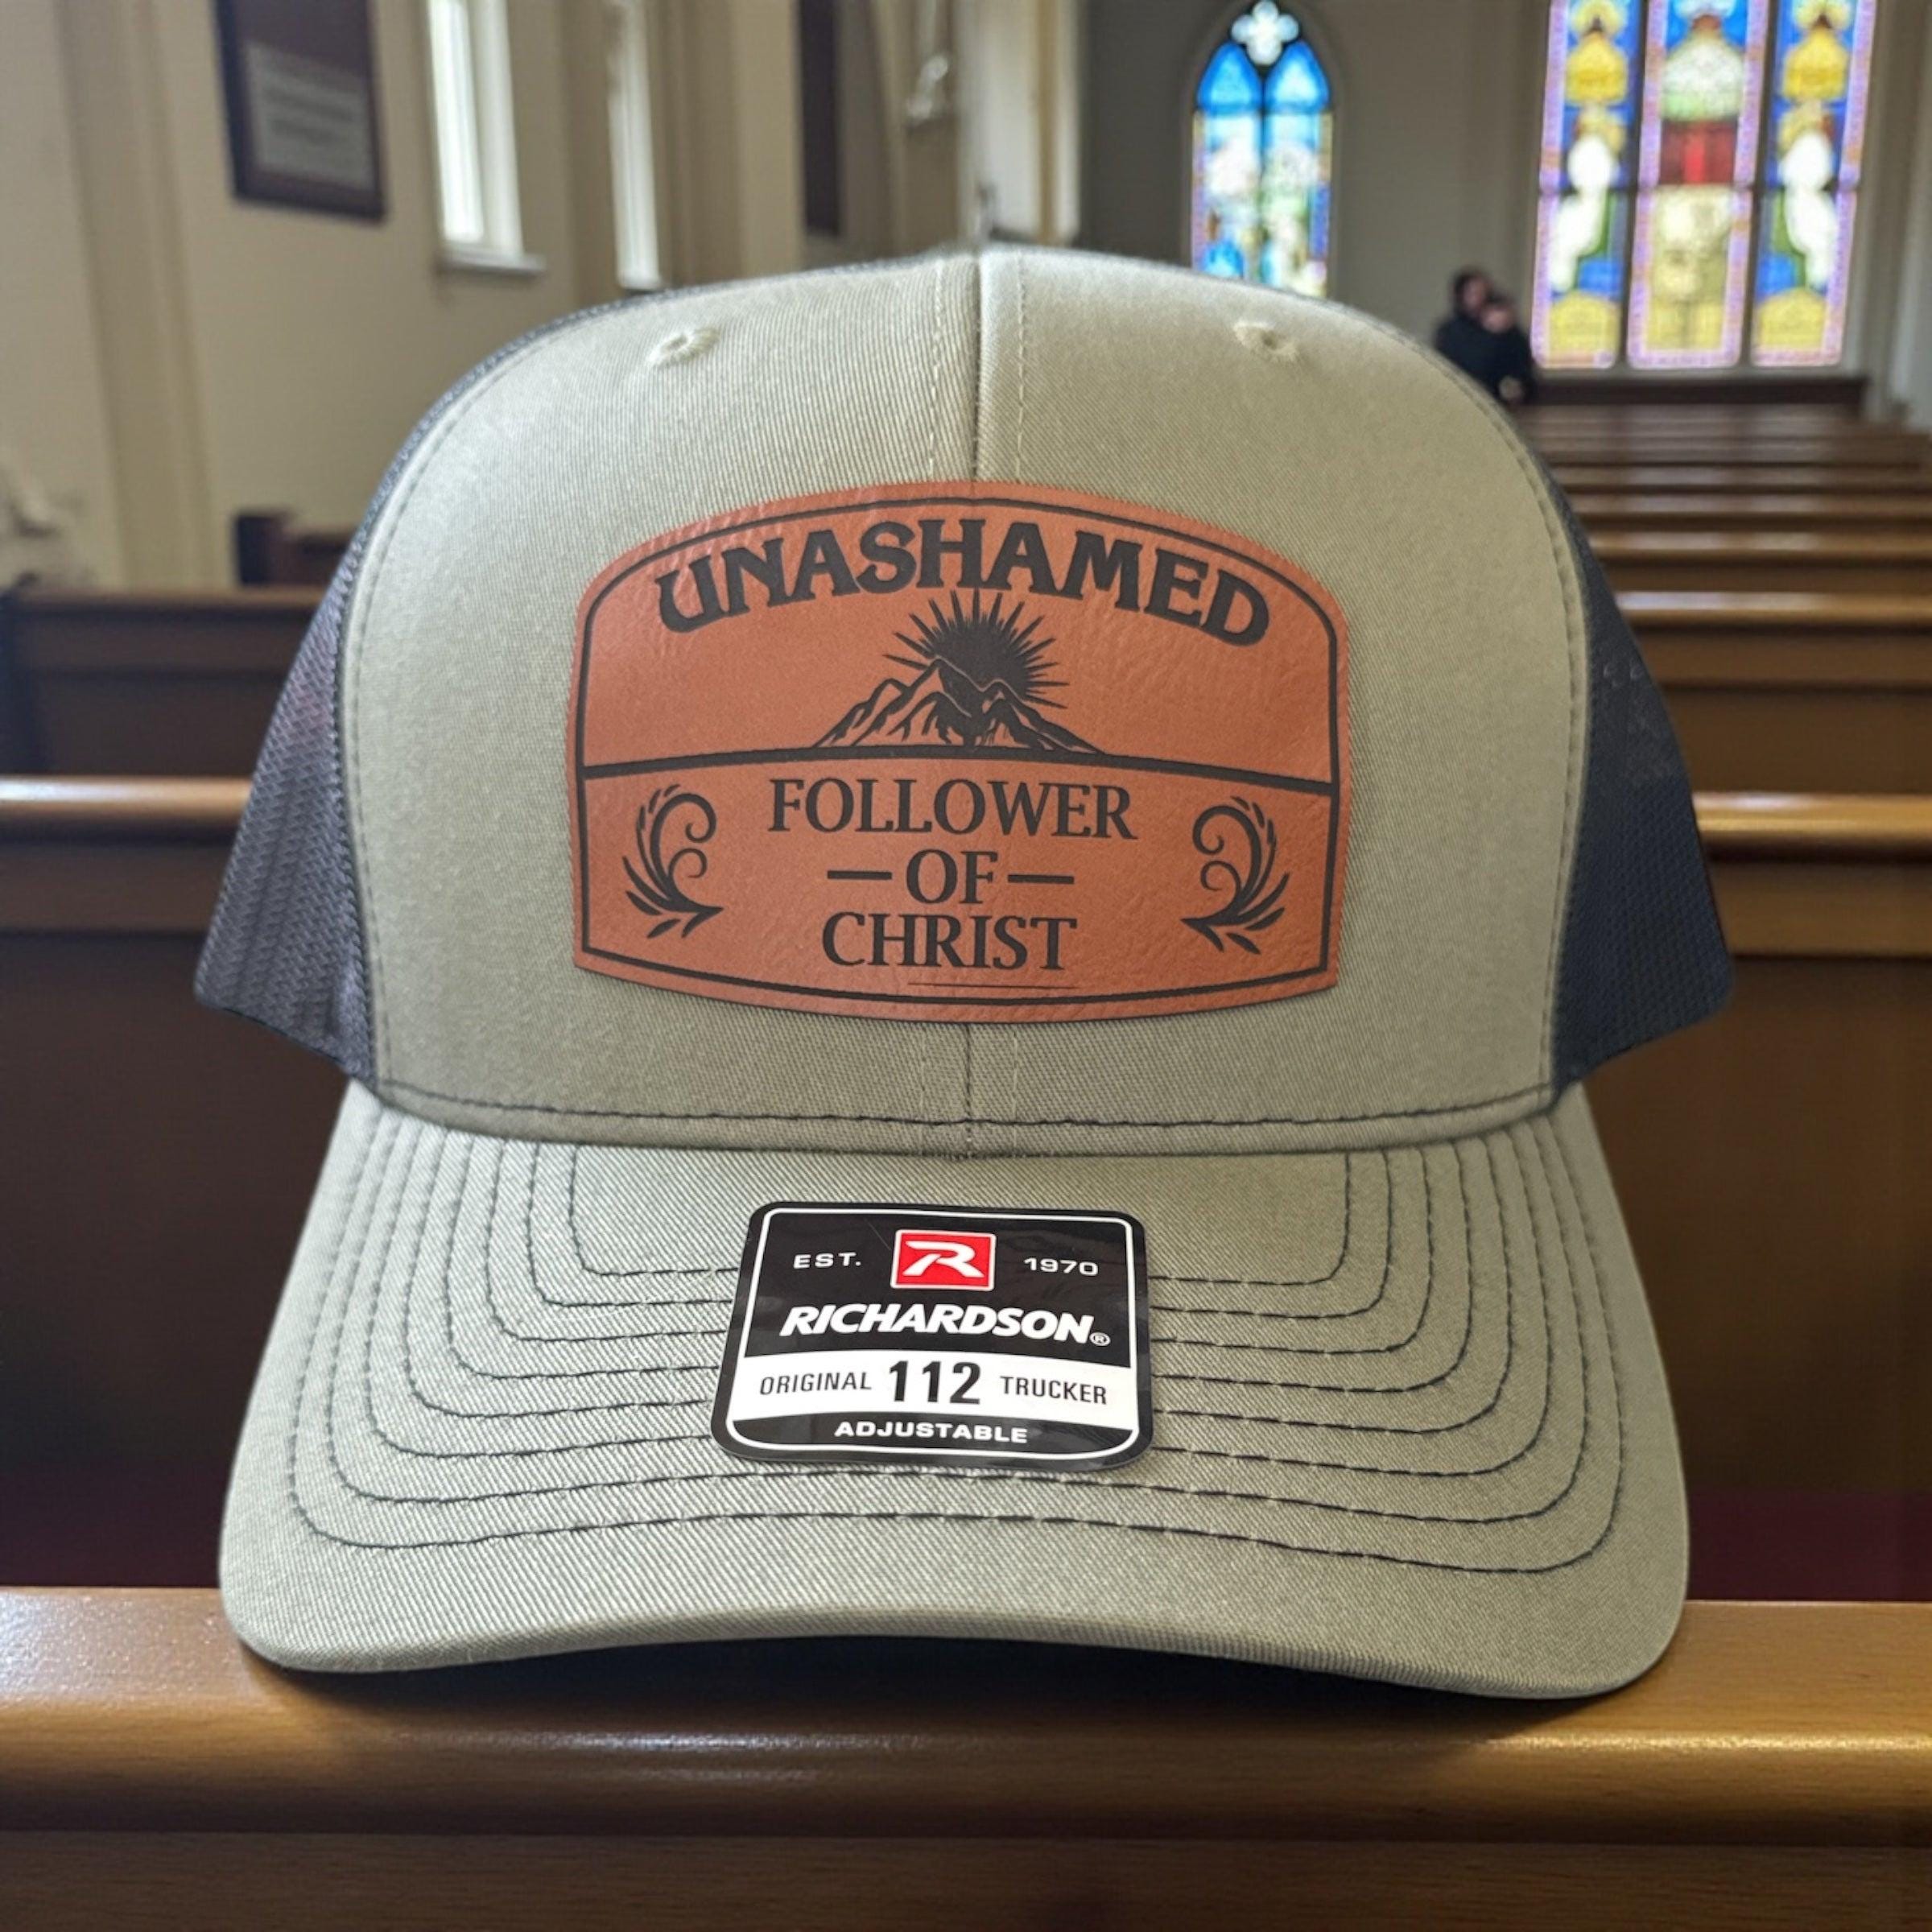 UNASHAMED
FOLLOWER
OF
CHRIST
EST. R 1970
RICHARDSON®
ORIGINAL 112 TRUCKER
ADJUSTABLE